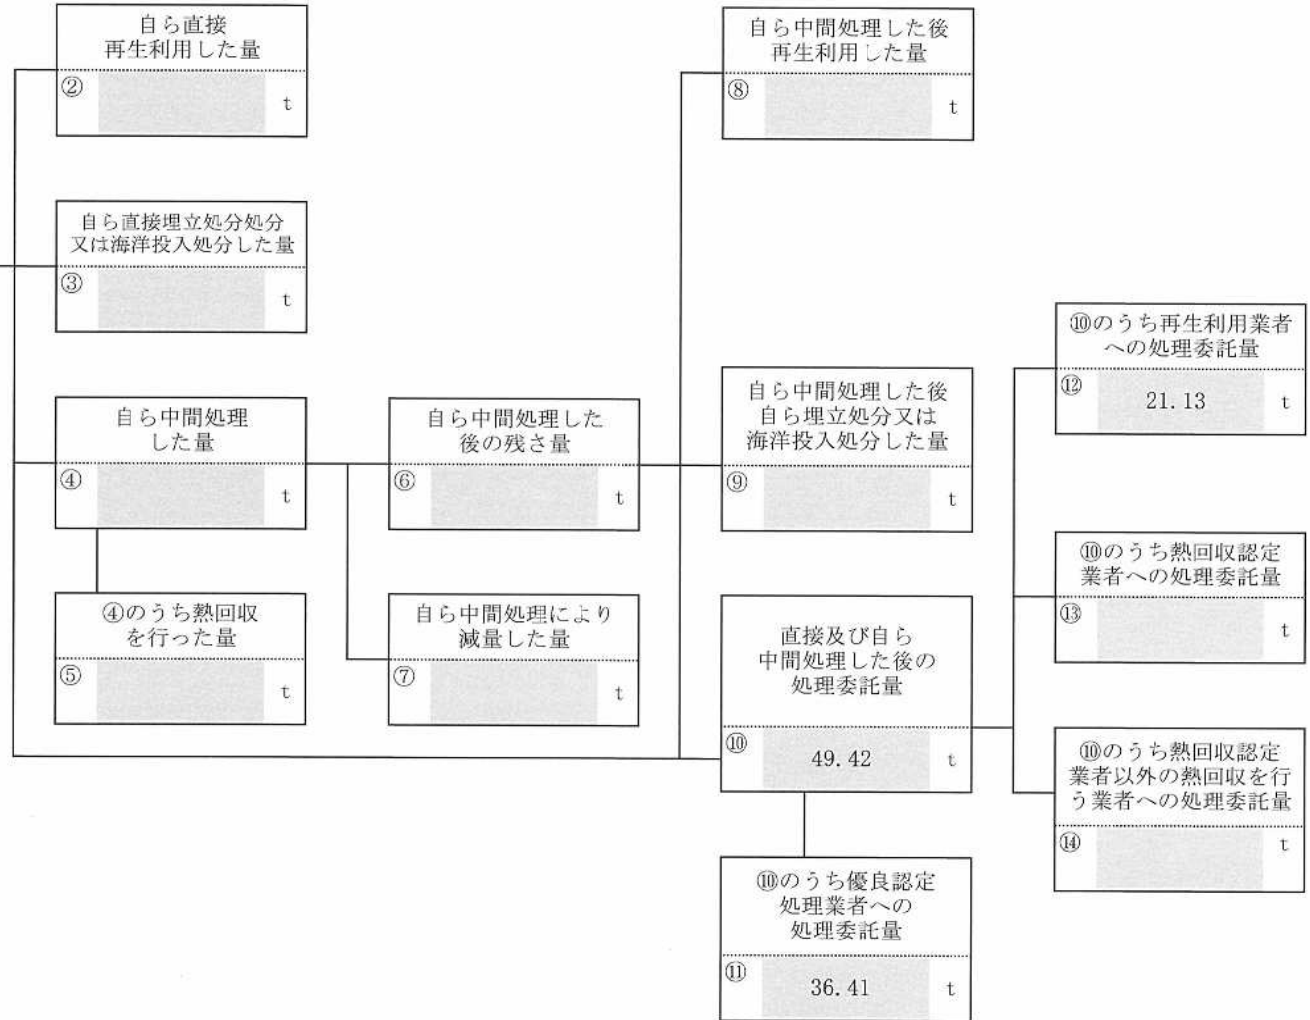 自ら直接
再生利用した量
②
t
自ら直接埋立処分処分
又は海洋投入処分した量
③
t
自ら中間処理
した量
④
t
④のうち熱回収
を行った量
⑤
t
自ら中間処理した
後の残さ量
⑥
t
自ら中間処理により
減量した量
⑦
t
自ら中間処理した後
再生利用した量
⑧
t
自ら中間処理した後
自ら埋立処分又は
海洋投入処分した量
⑨
t
直接及び自ら
中間処理した後の
処理委託量
⑩ 49.42 t
⑩のうち優良認定
処理業者への
処理委託量
⑪ 36.41 t
⑩のうち再生利用業者
への処理委託量
⑫ 21.13 t
⑩のうち熱回収認定
業者への処理委託量
⑬
t
⑩のうち熱回収認定
業者以外の熱回収を行
う業者への処理委託量
⑭
t